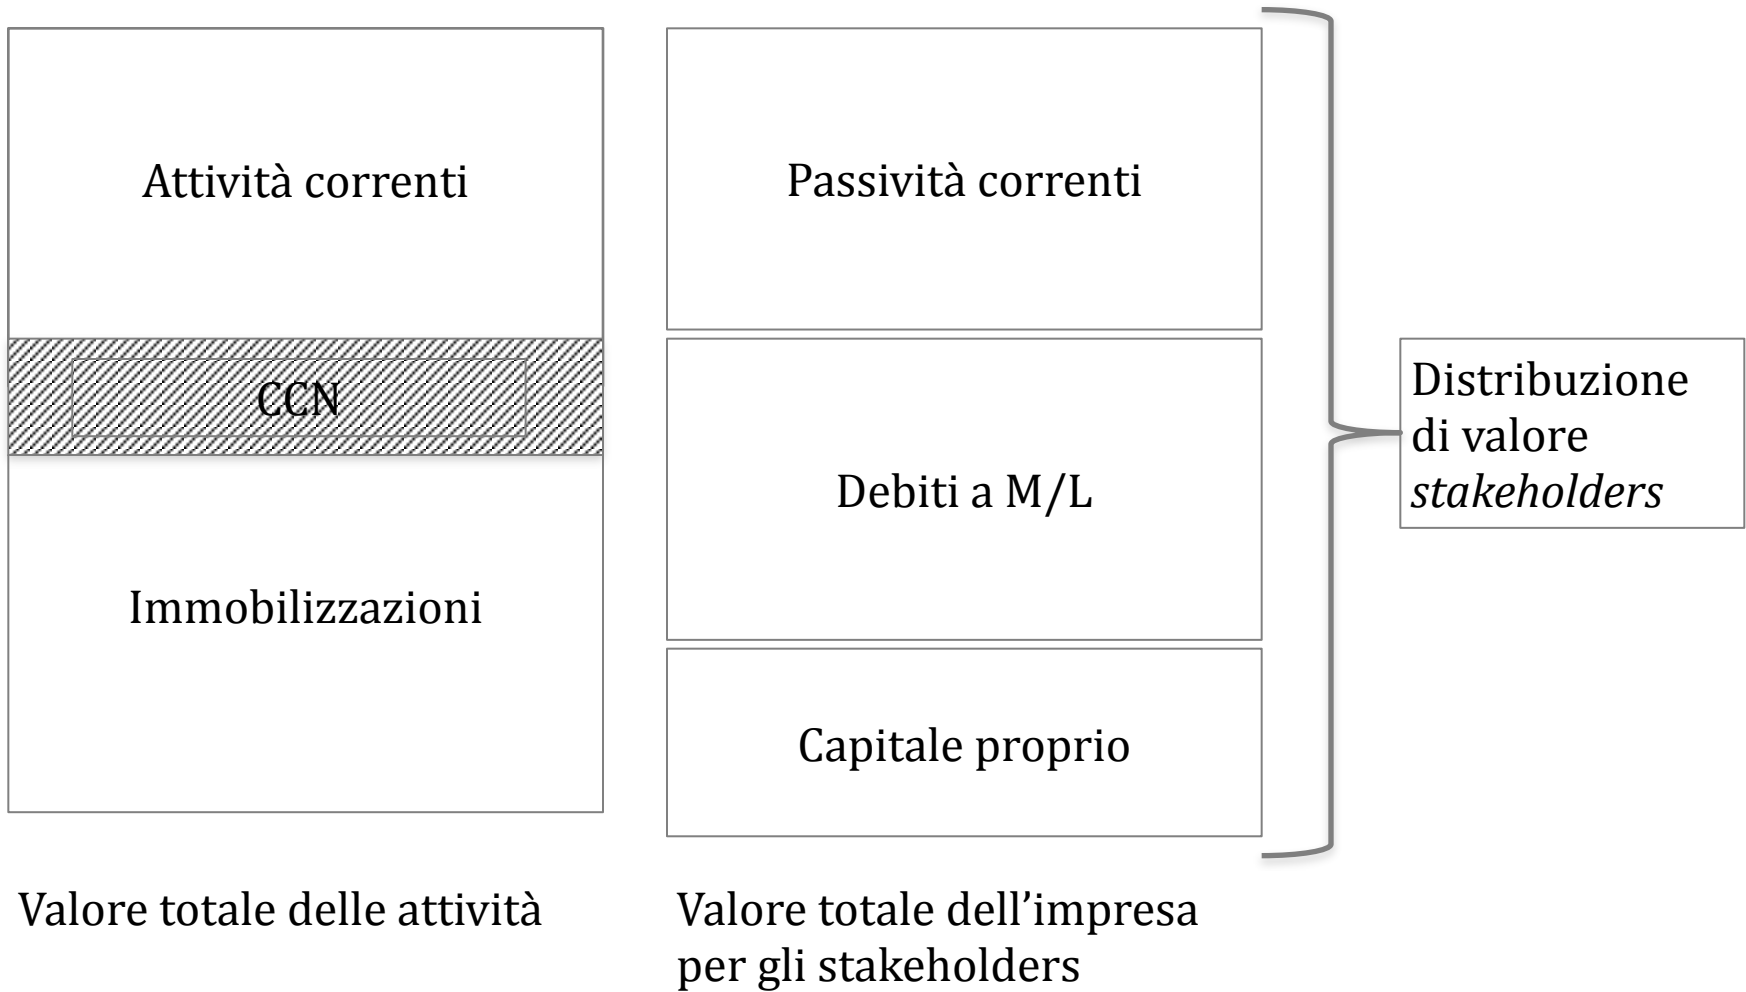 Attività correnti
CCN
Immobilizzazioni
Valore totale delle attività
Passività correnti
Debiti a M/L
Capitale proprio
Valore totale dell’impresa
per gli stakeholders
Distribuzione
di valore
stakeholders